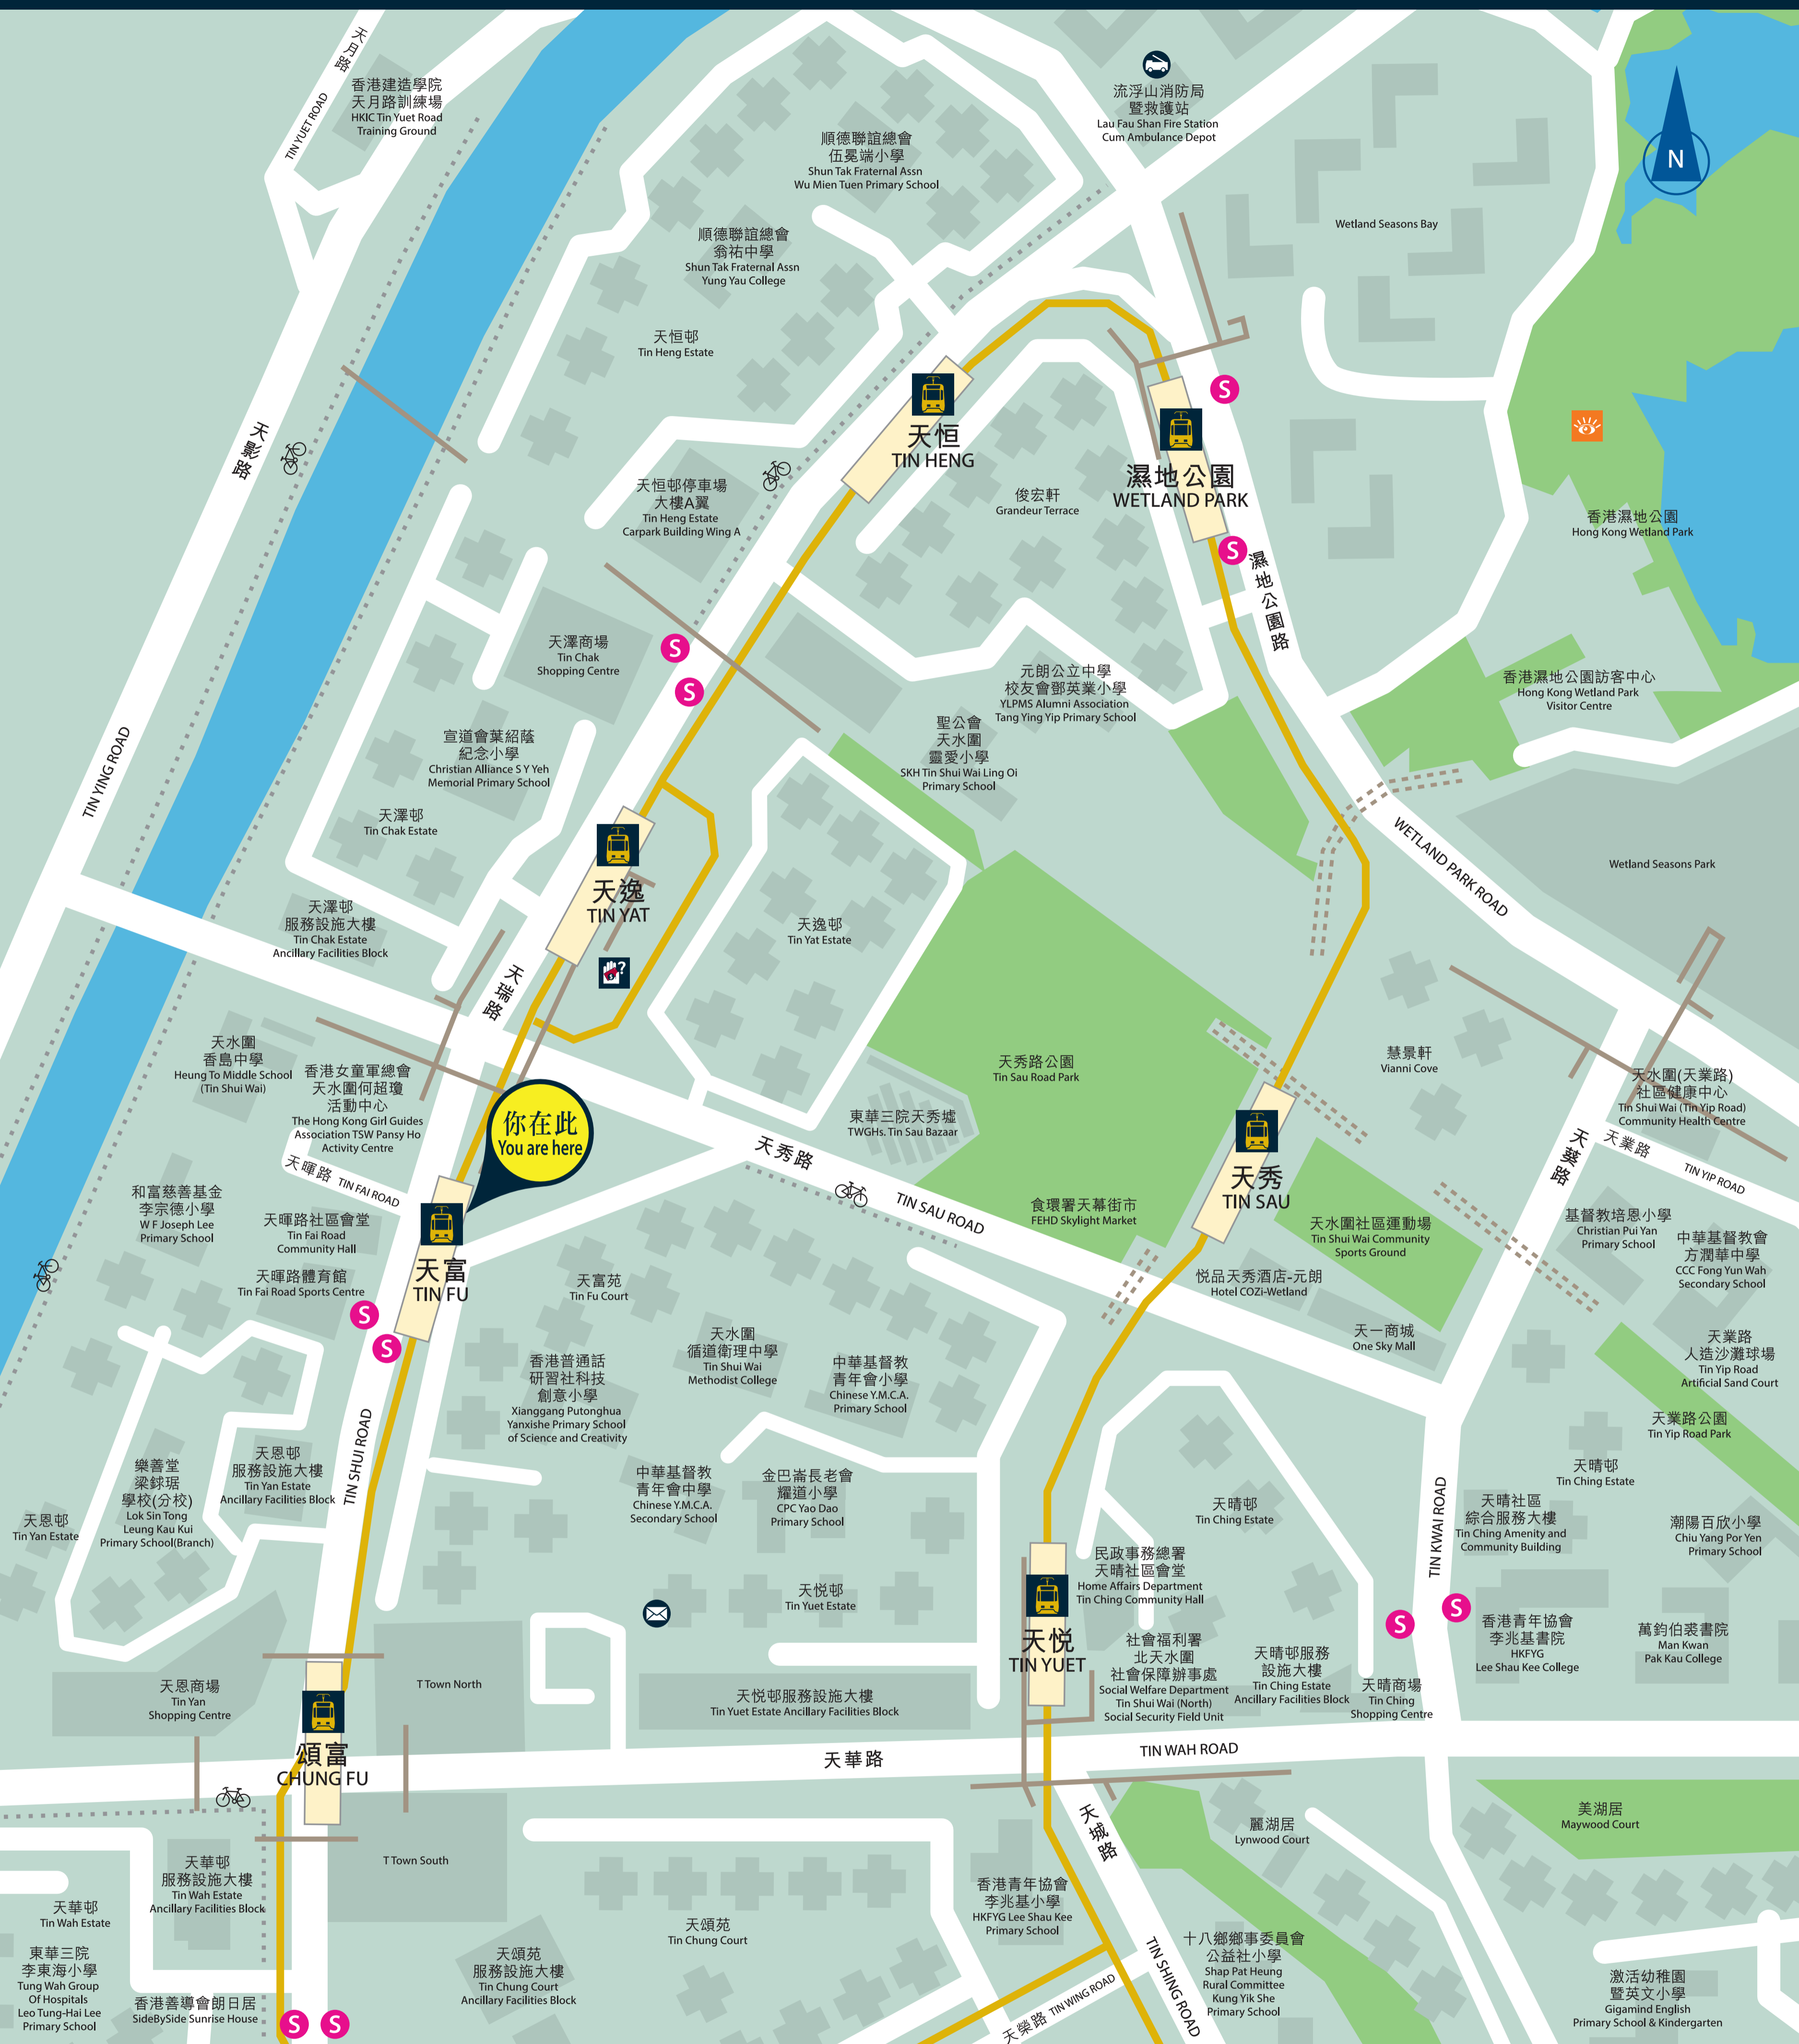 天月路
TIN YUET ROAD
香港建造學院
天月路訓練場
HKIC Tin Yuet Road
Training Ground
順德聯誼總會
伍冕端小學
Shun Tak Fraternal Assn
Wu Mien Tuen Primary School
流浮山消防局
暨救護站
Lau Fau Shan Fire Station
Cum Ambulance Depot
N
Wetland Seasons Bay
順德聯誼總會
翁祐中學
Shun Tak Fraternal Assn
Yung Yau College
天恒邨
Tin Heng Estate
天影路
TIN YING ROAD
天恒
TIN HENG
S
濕地公園
WETLAND PARK
S
濕地公園路
俊宏軒
Grandeur Terrace
天恒邨停車場
大樓A翼
Tin Heng Estate
Carpark Building Wing A
香港濕地公園
Hong Kong Wetland Park
天澤商場
Tin Chak
Shopping Centre
S
S
元朗公立中學
校友會鄧英業小學
YLPMS Alumni Association
Tang Ying Yip Primary School
香港濕地公園訪客中心
Hong Kong Wetland Park
Visitor Centre
聖公會
天水圍
靈愛小學
SKH Tin Shui Wai Ling Oi
Primary School
宣道會葉紹蔭
紀念小學
Christian Alliance S Y Yeh
Memorial Primary School
天澤邨
Tin Chak Estate
WETLAND PARK ROAD
Wetland Seasons Park
天逸
TIN YAT
?
天逸邨
Tin Yat Estate
天澤邨
服務設施大樓
Tin Chak Estate
Ancillary Facilities Block
天瑞路
天水圍
香島中學
Heung To Middle School
(Tin Shui Wai)
香港女童軍總會
天水圍何超瓊
活動中心
The Hong Kong Girl Guides
Association TSW Pansy Ho
Activity Centre
你在此
You are here
天秀路公園
Tin Sau Road Park
東華三院天秀墟
TWGHs. Tin Sau Bazaar
慧景軒
Vianni Cove
天水圍(天業路)
社區健康中心
Tin Shui Wai (Tin Yip Road)
Community Health Centre
天葵路
天業路
TIN YIP ROAD
天秀路
TIN SAU ROAD
天秀
TIN SAU
天暉路 TIN FAI ROAD
和富慈善基金
李宗德小學
W F Joseph Lee
Primary School
天暉路社區會堂
Tin Fai Road
Community Hall
天暉路體育館
Tin Fai Road Sports Centre
S
S
天富
TIN FU
天富苑
Tin Fu Court
食環署天幕街市
FEHD Skylight Market
天水圍社區運動場
Tin Shui Wai Community
Sports Ground
基督教培恩小學
Christian Pui Yan
Primary School
中華基督教會
方潤華中學
CCC Fong Yun Wah
Secondary School
悦品天秀酒店-元朗
Hotel COZi-Wetland
天一商城
One Sky Mall
天業路
人造沙灘球場
Tin Yip Road
Artificial Sand Court
天業路公園
Tin Yip Road Park
天水圍
循道衛理中學
Tin Shui Wai
Methodist College
香港普通話
研習社科技
創意小學
Xianggang Putonghua
Yanxishe Primary School
of Science and Creativity
中華基督教
青年會小學
Chinese Y.M.C.A.
Primary School
TIN SHUI ROAD
天恩邨
服務設施大樓
Tin Yan Estate
Ancillary Facilities Block
樂善堂
梁銶琚
學校(分校)
Lok Sin Tong
Leung Kau Kui
Primary School(Branch)
天恩邨
Tin Yan Estate
中華基督教
青年會中學
Chinese Y.M.C.A.
Secondary School
金巴崙長老會
耀道小學
CPC Yao Dao
Primary School
天晴邨
Tin Ching Estate
TIN KWAI ROAD
天晴邨
Tin Ching Estate
天晴社區
綜合服務大樓
Tin Ching Amenity and
Community Building
潮陽百欣小學
Chiu Yang Por Yen
Primary School
天悦邨
Tin Yuet Estate
民政事務總署
天晴社區會堂
Home Affairs Department
Tin Ching Community Hall
天悦
TIN YUET
社會福利署
北天水圍
社會保障辦事處
Social Welfare Department
Tin Shui Wai (North)
Social Security Field Unit
天晴邨服務
設施大樓
Tin Ching Estate
Ancillary Facilities Block
S
S
天晴商場
Tin Ching
Shopping Centre
香港青年協會
李兆基書院
HKFYG
Lee Shau Kee College
萬鈞伯裘書院
Man Kwan
Pak Kau College
天恩商場
Tin Yan
Shopping Centre
T Town North
天悦邨服務設施大樓
Tin Yuet Estate Ancillary Facilities Block
頌富
CHUNG FU
天華路
TIN WAH ROAD
天城路
TIN SHING ROAD
麗湖居
Lynwood Court
美湖居
Maywood Court
T Town South
天華邨
服務設施大樓
Tin Wah Estate
Ancillary Facilities Block
天華邨
Tin Wah Estate
東華三院
李東海小學
Tung Wah Group
Of Hospitals
Leo Tung-Hai Lee
Primary School
香港善導會朗日居
SideBySide Sunrise House
S
S
天頌苑
服務設施大樓
Tin Chung Court
Ancillary Facilities Block
天頌苑
Tin Chung Court
香港青年協會
李兆基小學
HKFYG Lee Shau Kee
Primary School
天榮路 TIN WING ROAD
十八鄉鄉事委員會
公益社小學
Shap Pat Heung
Rural Committee
Kung Yik She
Primary School
激活幼稚園
暨英文小學
Gigamind English
Primary School & Kindergarten